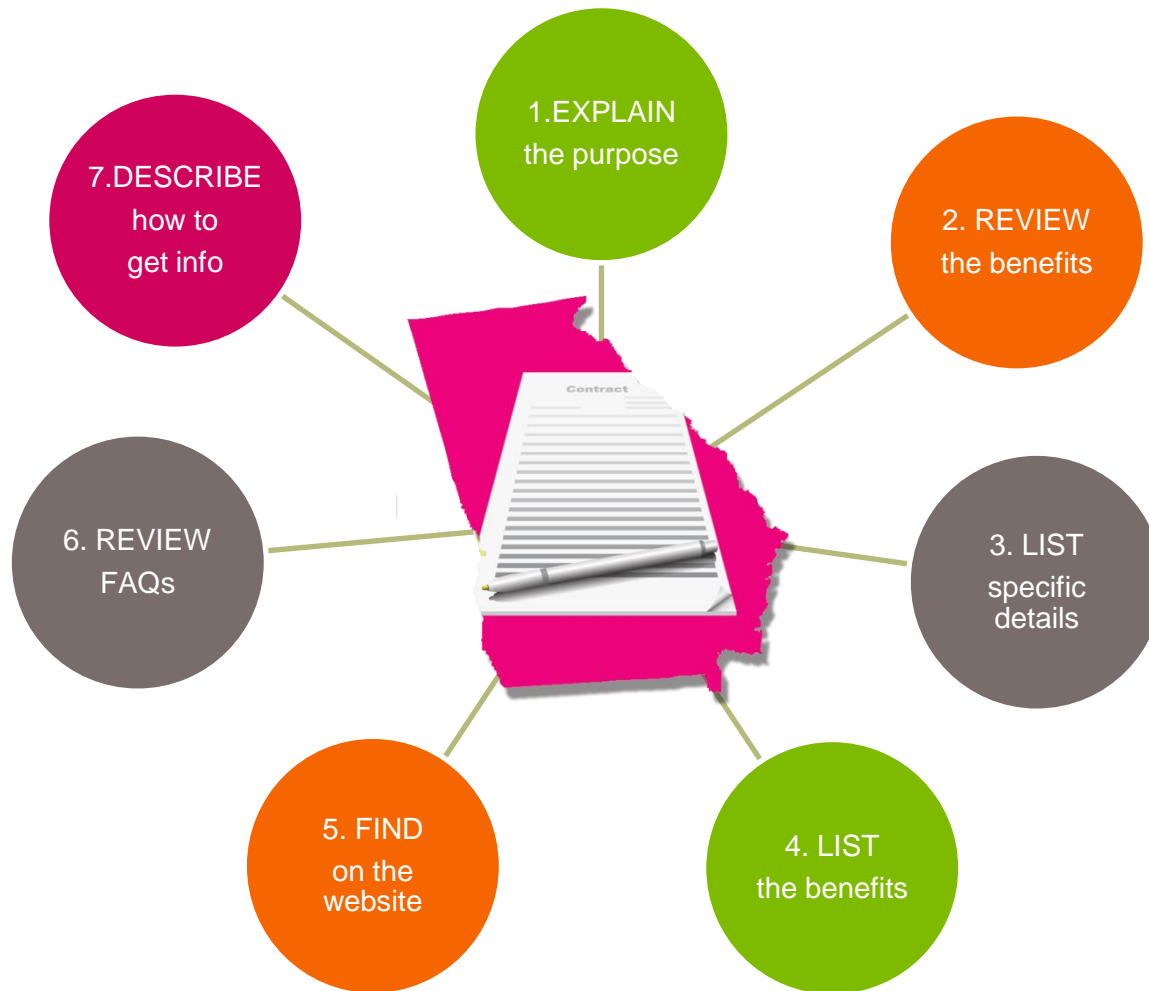 1.EXPLAIN
the purpose
2. REVIEW
the benefits
3. LIST
specific
details
4. LIST
the benefits
5. FIND
on the
website
6. REVIEW
FAQs
7.DESCRIBE
how to
get info
Contract